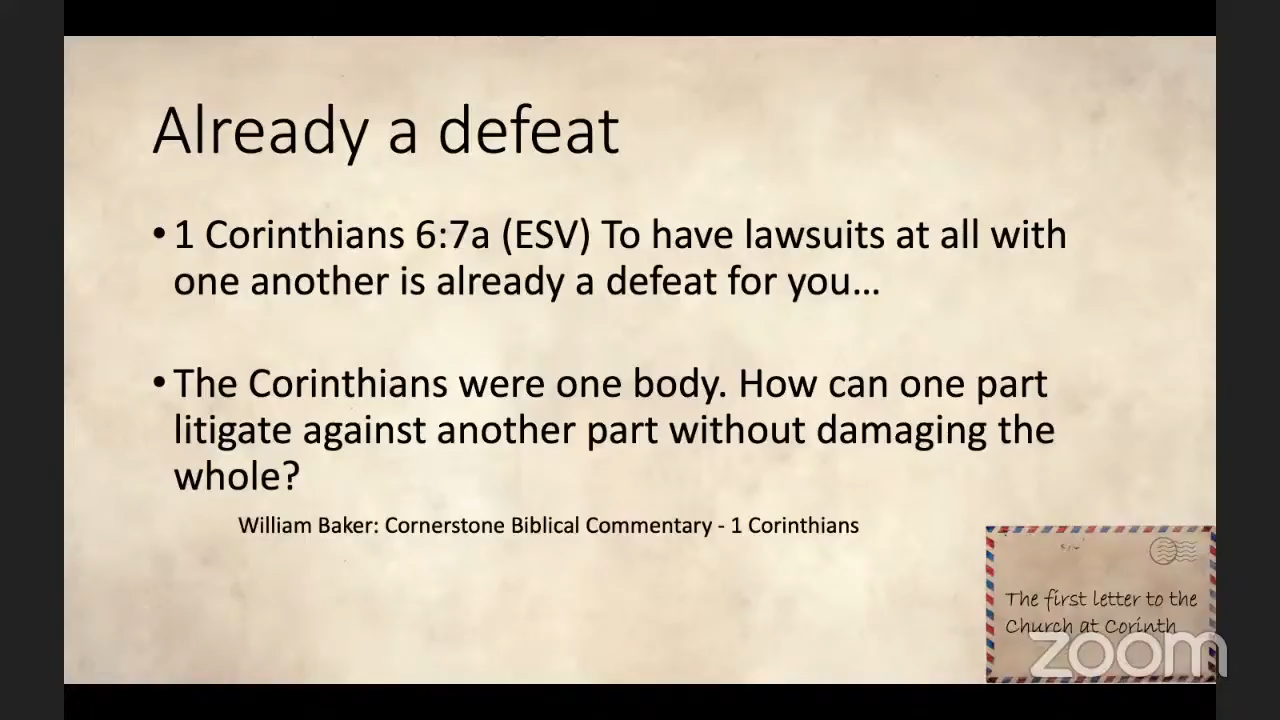 Already a defeat
• 1 Corinthians 6:7a (ESV) To have lawsuits at all with
one another is already a defeat for you…
• The Corinthians were one body. How can one part
litigate against another part without damaging the
whole?
William Baker: Cornerstone Biblical Commentary - 1 Corinthians
The first letter to the
Church at Corinth
zoom